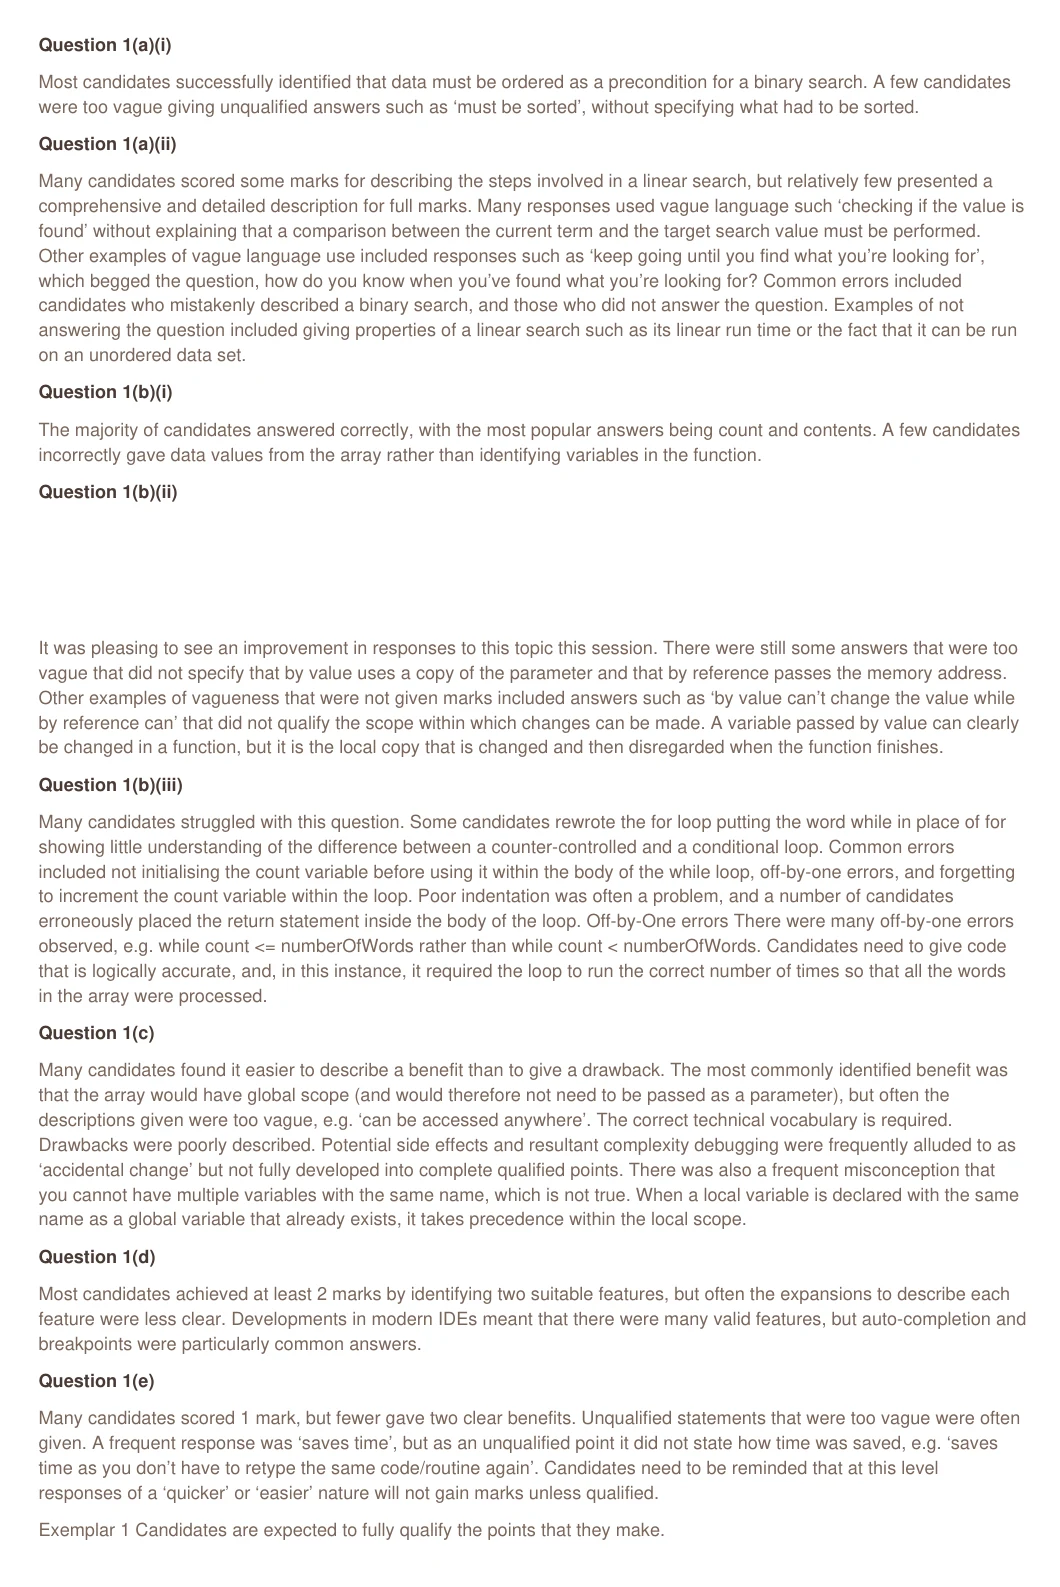 Question 1(a)(i)
Most candidates successfully identified that data must be ordered as a precondition for a binary search. A few candidates
were too vague giving unqualified answers such as ‘must be sorted’, without specifying what had to be sorted.
Question 1(a)(ii)
Many candidates scored some marks for describing the steps involved in a linear search, but relatively few presented a
comprehensive and detailed description for full marks. Many responses used vague language such ‘checking if the value is
found’ without explaining that a comparison between the current term and the target search value must be performed.
Other examples of vague language use included responses such as ‘keep going until you find what you’re looking for’,
which begged the question, how do you know when you’ve found what you’re looking for? Common errors included
candidates who mistakenly described a binary search, and those who did not answer the question. Examples of not
answering the question included giving properties of a linear search such as its linear run time or the fact that it can be run
on an unordered data set.
Question 1(b)(i)
The majority of candidates answered correctly, with the most popular answers being count and contents. A few candidates
incorrectly gave data values from the array rather than identifying variables in the function.
Question 1(b)(ii)
It was pleasing to see an improvement in responses to this topic this session. There were still some answers that were too
vague that did not specify that by value uses a copy of the parameter and that by reference passes the memory address.
Other examples of vagueness that were not given marks included answers such as ‘by value can’t change the value while
by reference can’ that did not qualify the scope within which changes can be made. A variable passed by value can clearly
be changed in a function, but it is the local copy that is changed and then disregarded when the function finishes.
Question 1(b)(iii)
Many candidates struggled with this question. Some candidates rewrote the for loop putting the word while in place of for
showing little understanding of the difference between a counter-controlled and a conditional loop. Common errors
included not initialising the count variable before using it within the body of the while loop, off-by-one errors, and forgetting
to increment the count variable within the loop. Poor indentation was often a problem, and a number of candidates
erroneously placed the return statement inside the body of the loop. Off-by-One errors There were many off-by-one errors
observed, e.g. while count <= numberOfWords rather than while count < numberOfWords. Candidates need to give code
that is logically accurate, and, in this instance, it required the loop to run the correct number of times so that all the words
in the array were processed.
Question 1(c)
Many candidates found it easier to describe a benefit than to give a drawback. The most commonly identified benefit was
that the array would have global scope (and would therefore not need to be passed as a parameter), but often the
descriptions given were too vague, e.g. ‘can be accessed anywhere’. The correct technical vocabulary is required.
Drawbacks were poorly described. Potential side effects and resultant complexity debugging were frequently alluded to as
‘accidental change’ but not fully developed into complete qualified points. There was also a frequent misconception that
you cannot have multiple variables with the same name, which is not true. When a local variable is declared with the same
name as a global variable that already exists, it takes precedence within the local scope.
Question 1(d)
Most candidates achieved at least 2 marks by identifying two suitable features, but often the expansions to describe each
feature were less clear. Developments in modern IDEs meant that there were many valid features, but auto-completion and
breakpoints were particularly common answers.
Question 1(e)
Many candidates scored 1 mark, but fewer gave two clear benefits. Unqualified statements that were too vague were often
given. A frequent response was ‘saves time’, but as an unqualified point it did not state how time was saved, e.g. ‘saves
time as you don’t have to retype the same code/routine again’. Candidates need to be reminded that at this level
responses of a ‘quicker’ or ‘easier’ nature will not gain marks unless qualified.
Exemplar 1 Candidates are expected to fully qualify the points that they make.